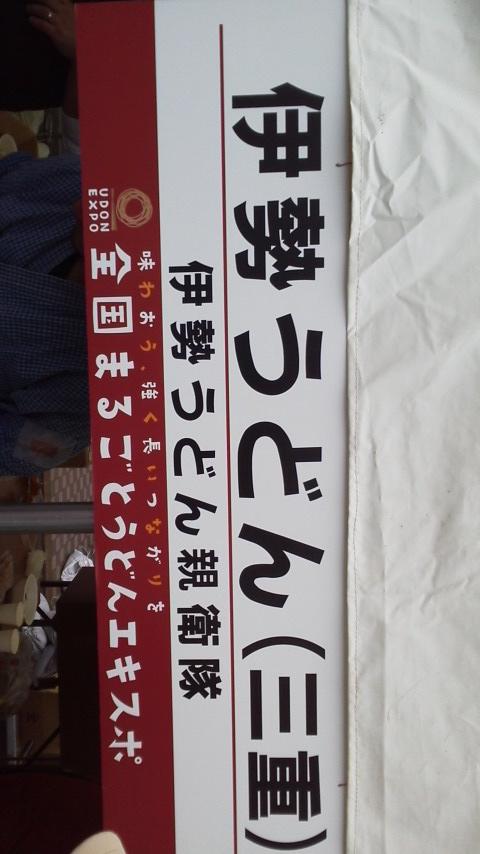 伊勢うどん(三重)
伊勢うどん親衛隊
味わおう、強く長いつながりを
UDON
EXPO
全国まるごとうどんエキスポ